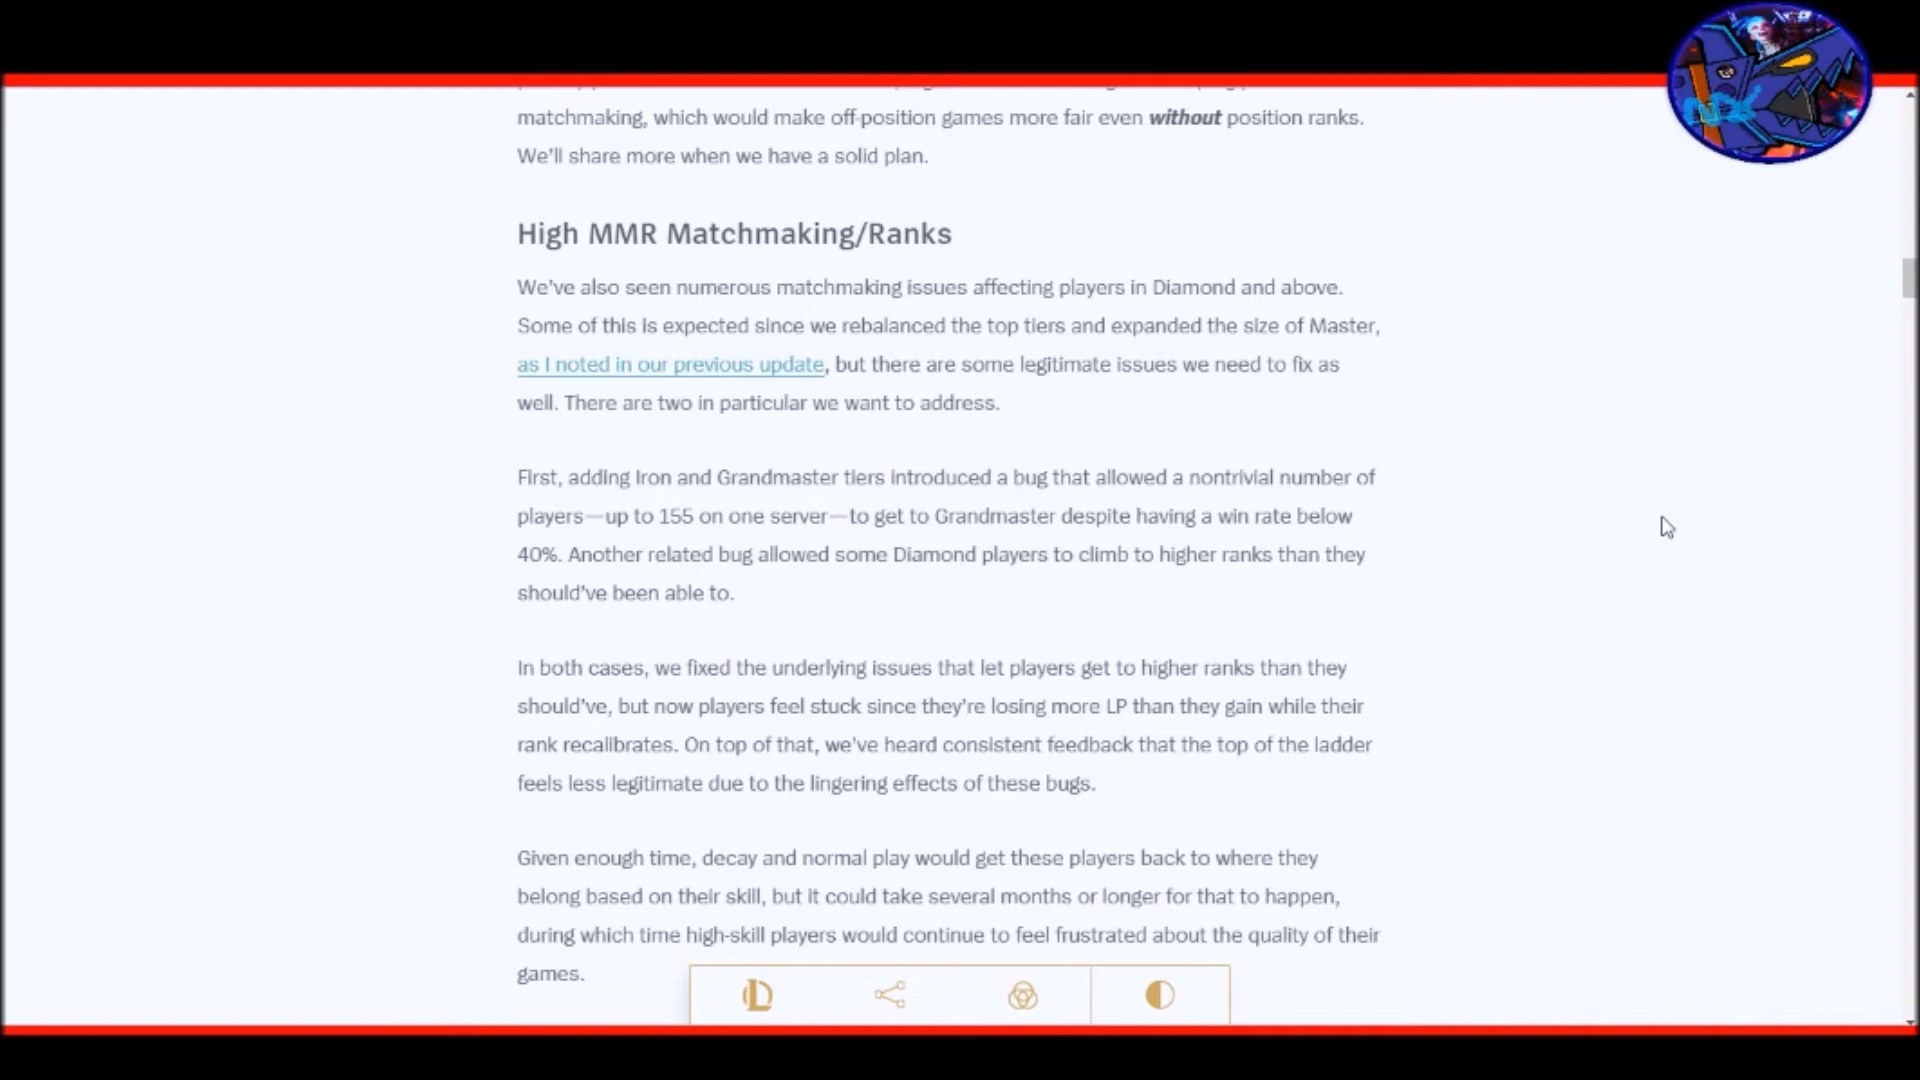 matchmaking, which would make off-position games more fair even without position ranks.
We'll share more when we have a solid plan.
High MMR Matchmaking/Ranks
We've also seen numerous matchmaking issues affecting players in Diamond and above.
Some of this is expected since we rebalanced the top tiers and expanded the size of Master,
as I noted in our previous update, but there are some legitimate issues we need to fix as
well. There are two in particular we want to address.
First, adding Iron and Grandmaster tiers introduced a bug that allowed a nontrivial number of
players—up to 155 on one server—to get to Grandmaster despite having a win rate below
40%. Another related bug allowed some Diamond players to climb to higher ranks than they
should've been able to.
In both cases, we fixed the underlying issues that let players get to higher ranks than they
should've, but now players feel stuck since they're losing more LP than they gain while their
rank recalibrates. On top of that, we've heard consistent feedback that the top of the ladder
feels less legitimate due to the lingering effects of these bugs.
Given enough time, decay and normal play would get these players back to where they
belong based on their skill, but it could take several months or longer for that to happen,
during which time high-skill players would continue to feel frustrated about the quality of their
games.